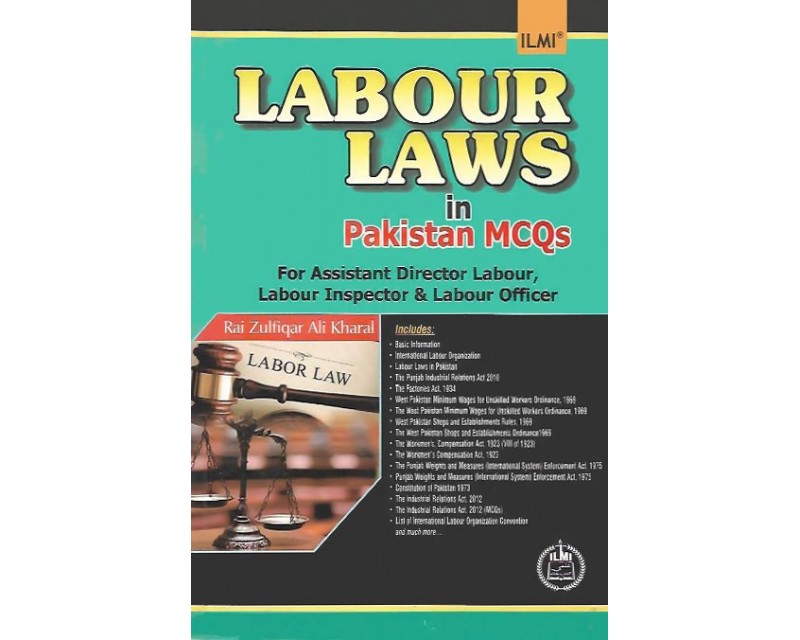 ILMI®
LABOUR
LAWS
in
Pakistan MCQs
For Assistant Director Labour,
Labour Inspector & Labour Officer
Rai Zulfiqar Ali Kharal
LABOR LAW
Includes:
• Basic Information
• International Labour Organization
• Labour Laws in Pakistan
• The Punjab Industrial Relations Act 2010
• The Factories Act, 1934
• West Pakistan Minimum Wages for Unskilled Workers Ordinance, 1969
• The West Pakistan Minimum Wages for Unskilled Workers Ordinance, 1969
• West Pakistan Shops and Establishments Rules, 1969
• The West Pakistan Shops and Establishments Ordinance1969
• The Workmen's, Compensation Act, 1923 (VIII of 1923)
• The Workmen's Compensation Act, 1923
• The Punjab Weights and Measures (International System) Enforcement Act, 1975
• Punjab Weights and Measures (International Systems) Enforcement Act, 1975
• Constitution of Pakistan 1973
• The Industrial Relations Act, 2012
• The Industrial Relations Act, 2012 (MCQs)
• List of International Labour Organization Convention
and much more....
ILMI